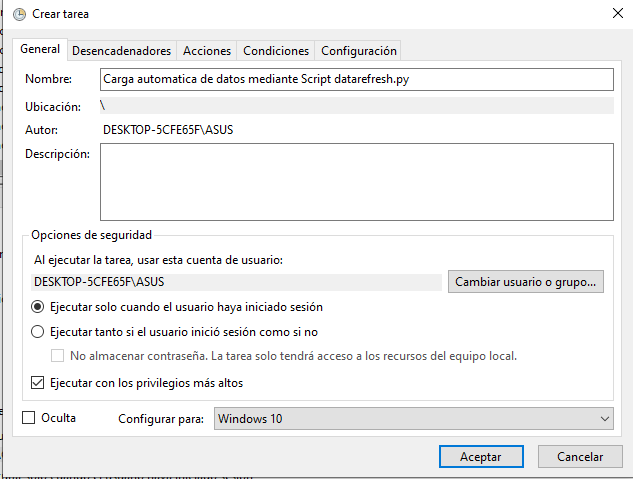 Crear tarea
General Desencadenadores Acciones Condiciones Configuración
Nombre: Carga automatica de datos mediante Script datarefresh.py
Ubicación: \
Autor: DESKTOP-5CFE65F\ASUS
Descripción:
Opciones de seguridad
Al ejecutar la tarea, usar esta cuenta de usuario:
DESKTOP-5CFE65F\ASUS Cambiar usuario o grupo...
Ejecutar solo cuando el usuario haya iniciado sesión
Ejecutar tanto si el usuario inició sesión como si no
No almacenar contraseña. La tarea solo tendrá acceso a los recursos del equipo local.
Ejecutar con los privilegios más altos
Oculta Configurar para: Windows 10
Aceptar Cancelar